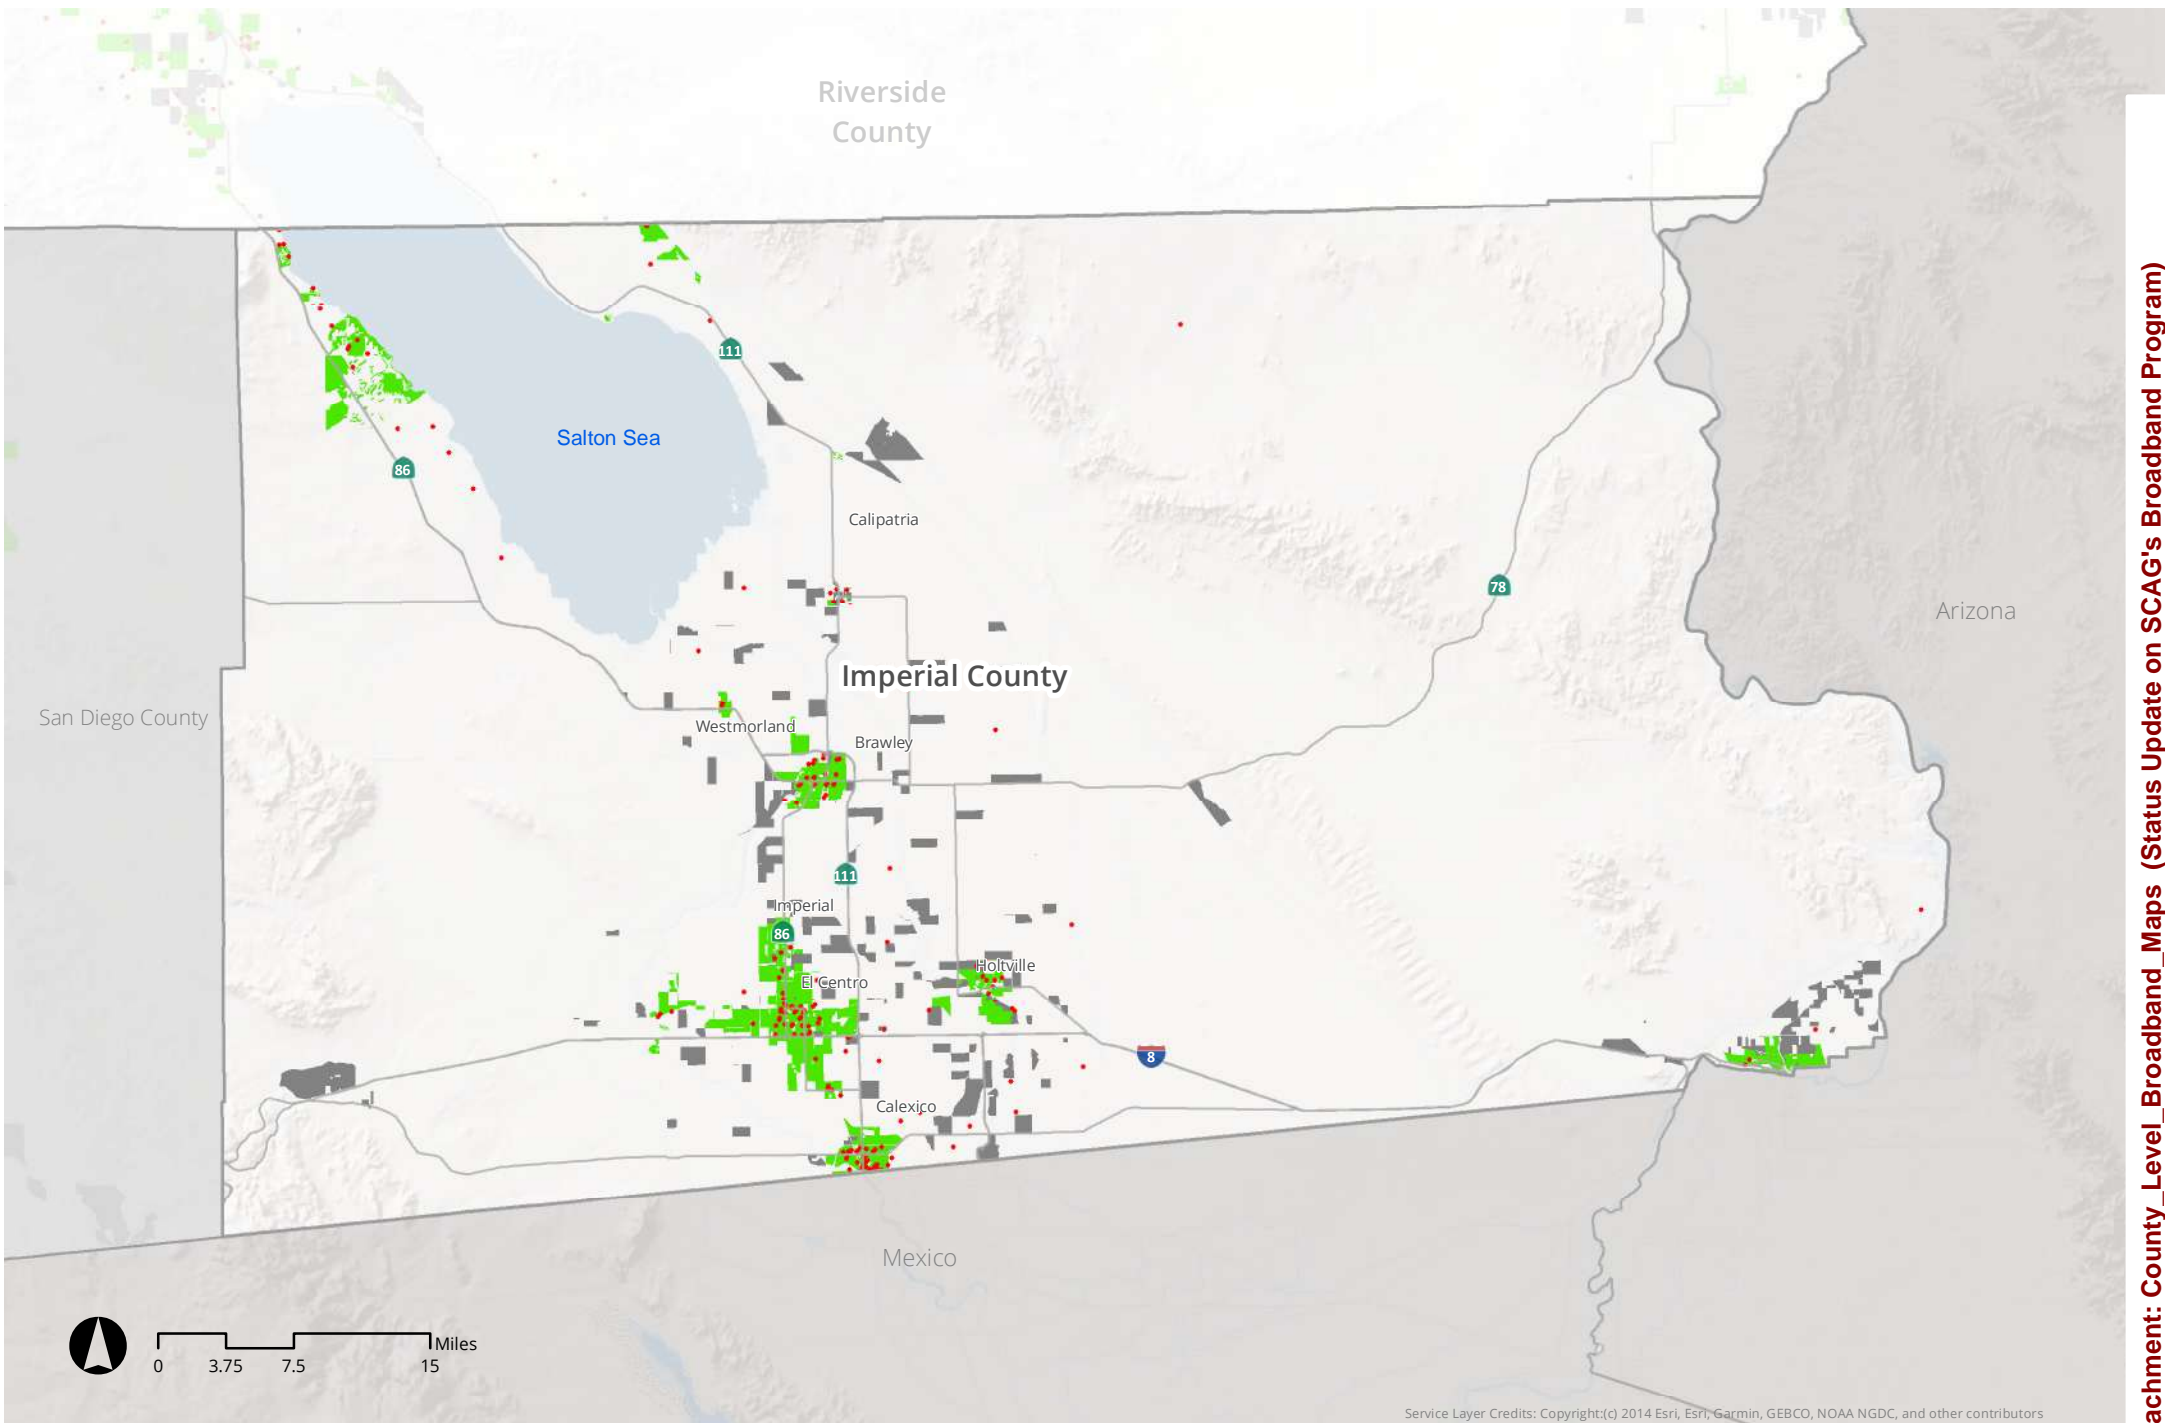 Riverside
County
111
Salton Sea
86
Calipatria
78
Arizona
Imperial County
San Diego County
Westmorland
Brawley
111
Imperial
86
Holtville
El Centro
8
Calexico
Mexico
Miles
0 3.75 7.5 15
Service Layer Credits: Copyright:(c) 2014 Esri, Esri, Garmin, GEBCO, NOAA NGDC, and other contributors
achment: County_Level_Broadband_Maps (Status Update on SCAG's Broadband Program)